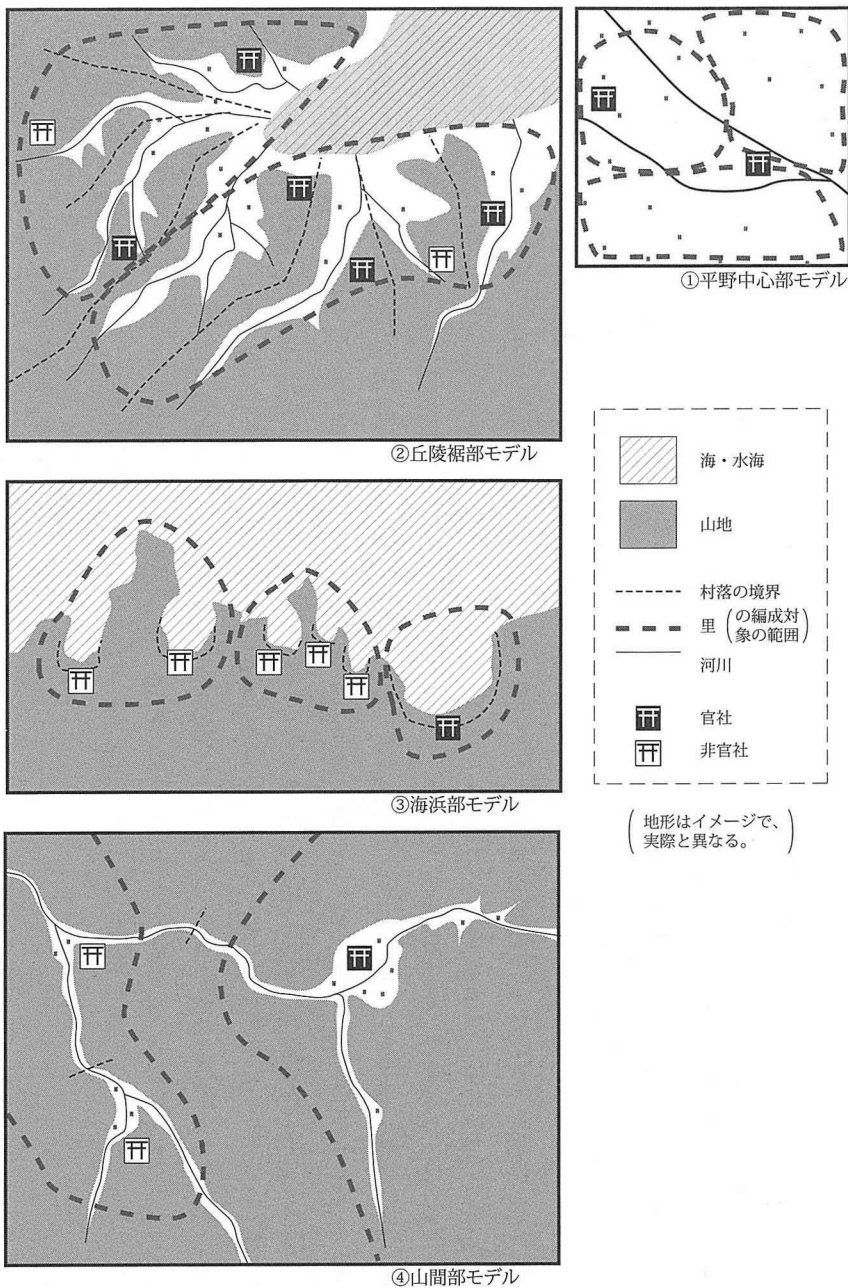 ①平野中心部モデル
②丘陵裾部モデル
海・水海
山地
村落の境界
里(の編成対象の範囲)
河川
官社
非官社
(地形はイメージで、
実際と異なる。)
③海浜部モデル
④山間部モデル